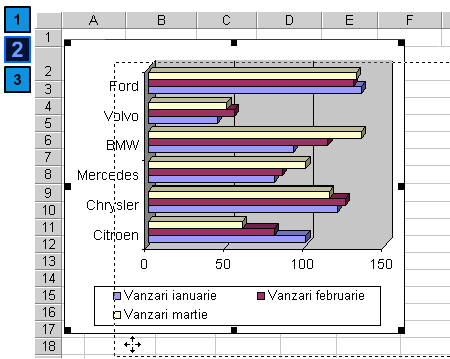 1
2
3
A B C D E F
1
2
3
4
5
6
7
8
9
10
11
12
13
14
15
16
17
18
Ford
Volvo
BMW
Mercedes
Chrysler
Citroen
0 50 100 150
Vanzari ianuarie Vanzari februarie
Vanzari martie